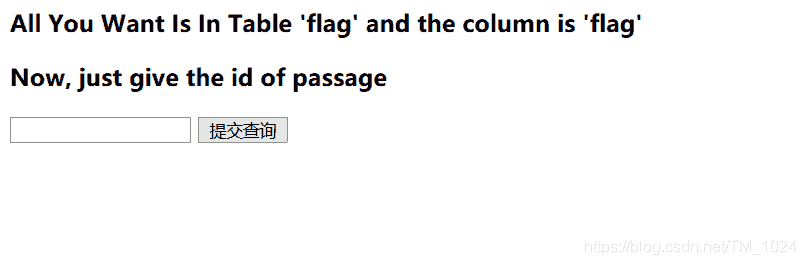 All You Want Is In Table 'flag' and the column is 'flag'
Now, just give the id of passage
提交查询
https://blog.csdn.net/TM_1024